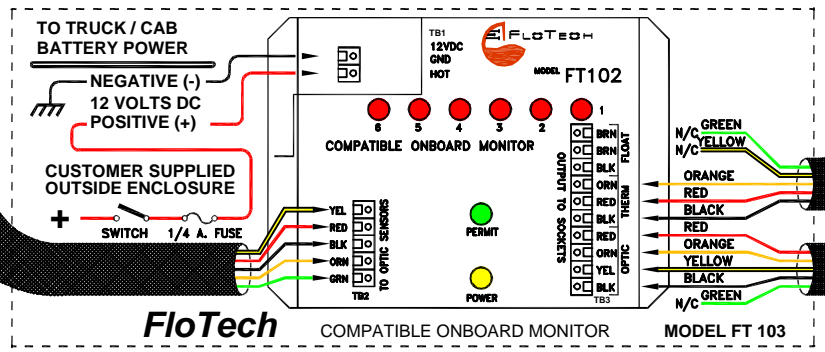 TO TRUCK / CAB
BATTERY POWER
NEGATIVE (-)
12 VOLTS DC
POSITIVE (+)
CUSTOMER SUPPLIED
OUTSIDE ENCLOSURE
+
SWITCH 1/4 A. FUSE
TB1
12VDC
GND
HOT
FLOTECH
MODEL FT102
6 5 4 3 2 1
COMPATIBLE ONBOARD MONITOR
YEL
RED
BLK
ORN
GRN
TB2
TO OPTIC SENSORS
PERMIT
POWER
OUTPUT TO SOCKETS
BRN
BRN
BLK
FLOAT
ORN
RED
BLK
THERM
RED
ORN
YEL
BLK
OPTIC
TB3
N/C GREEN
N/C YELLOW
ORANGE
RED
BLACK
RED
ORANGE
YELLOW
BLACK
N/C GREEN
FloTech COMPATIBLE ONBOARD MONITOR MODEL FT 103